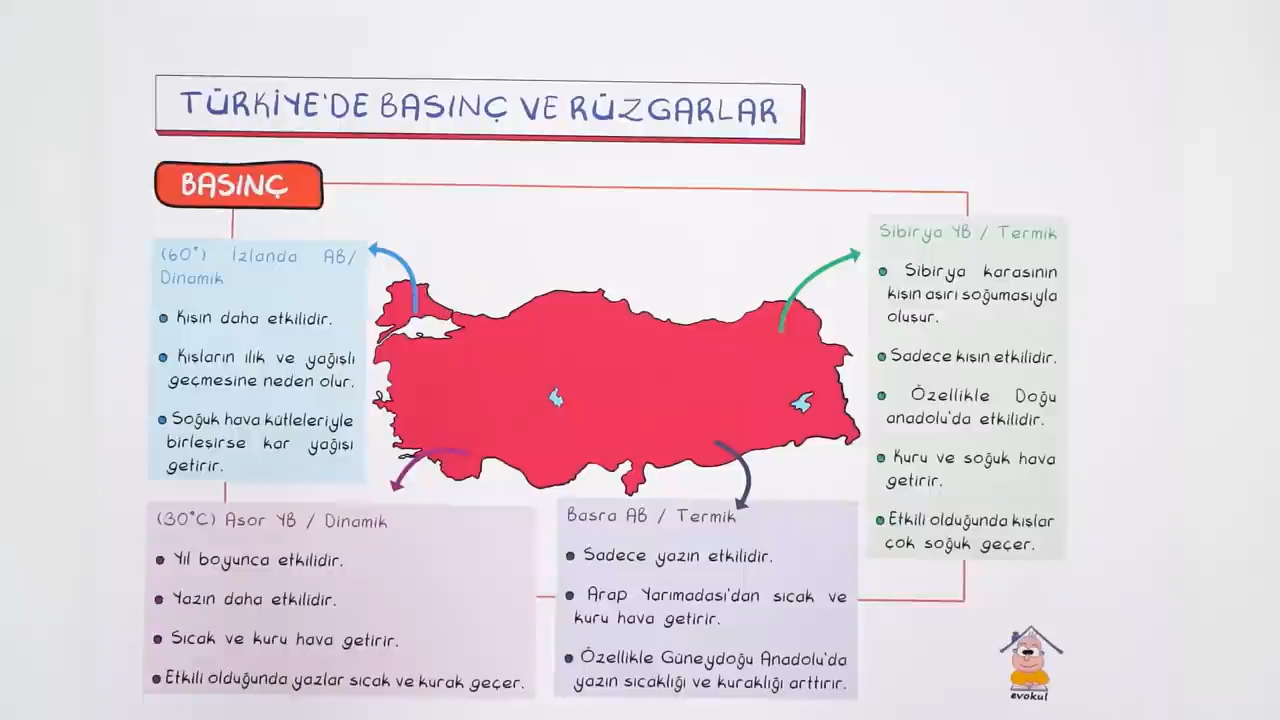 TÜRKİYE'DE BASINÇ VE RÜZGARLAR
BASINÇ
(60°) İzlanda AB/
Dinamik
Kışın daha etkilidir.
Kışların ılık ve yağışlı
geçmesine neden olur.
Soğuk hava kütleleriyle
birleşirse kar yağışı
getirir.
Sibirya YB / Termik
Sibirya karasının
kışın aşırı soğumasıyla
oluşur.
Sadece kışın etkilidir.
Özellikle Doğu
anadolu'da etkilidir.
Kuru ve soğuk hava
getirir.
Etkili olduğunda kışlar
çok soğuk geçer.
(30°C) Asor YB / Dinamik
Yıl boyunca etkilidir.
Yazın daha etkilidir.
Sıcak ve kuru hava getirir.
Etkili olduğunda yazlar sıcak ve kurak geçer.
Basra AB / Termik
Sadece yazın etkilidir.
Arap Yarımadası'dan sıcak ve
kuru hava getirir.
Özellikle Güneydoğu Anadolu'da
yazın sıcaklığı ve kuraklığı arttırır.
evokul